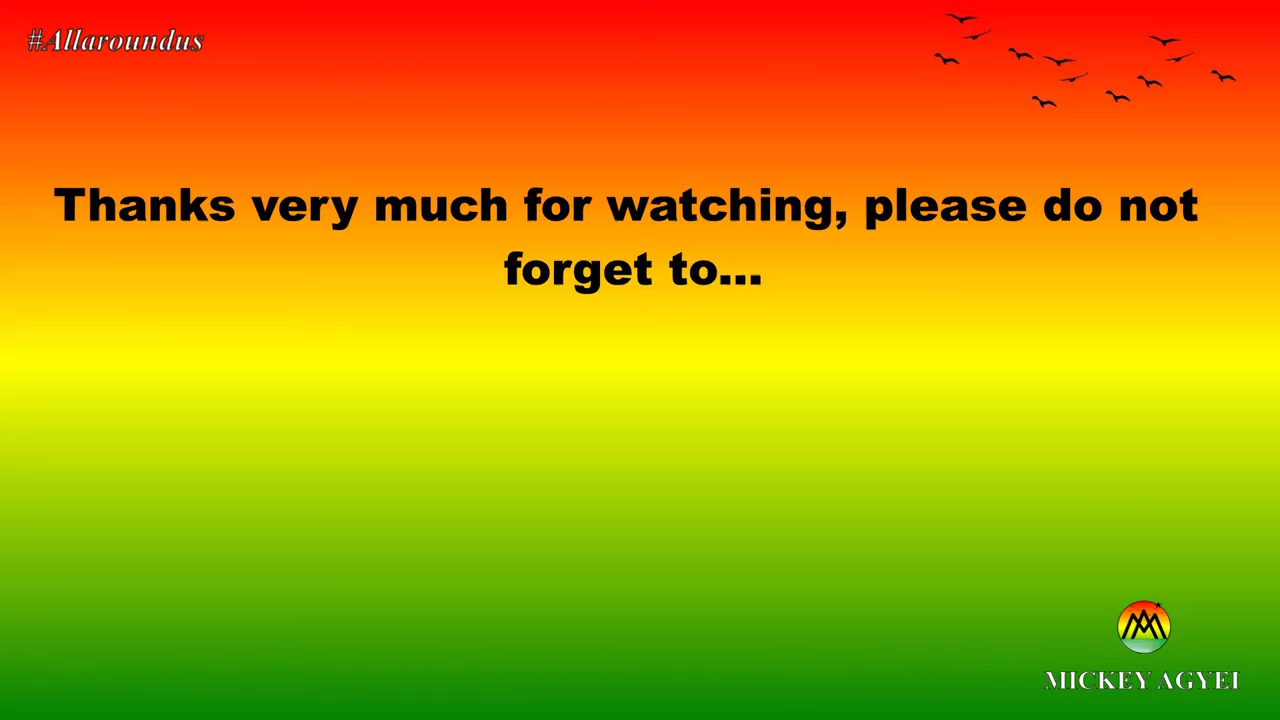 #Allaroundus
Thanks very much for watching, please do not
forget to...
MICKEY AGYEI